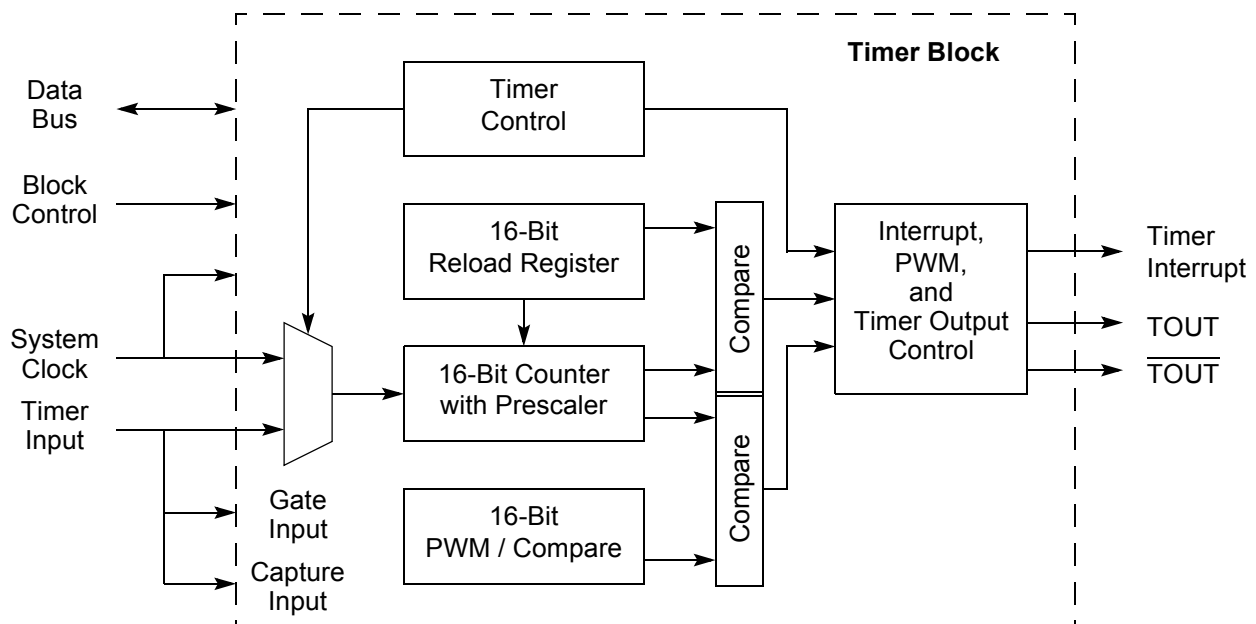 Timer Block
Data
Bus
Timer
Control
Block
Control
16-Bit
Reload Register
Compare
Interrupt,
PWM,
and
Timer Output
Control
Timer
Interrupt
TOUT
TOUT
System
Clock
16-Bit Counter
with Prescaler
Timer
Input
Compare
Gate
Input
16-Bit
PWM / Compare
Capture
Input